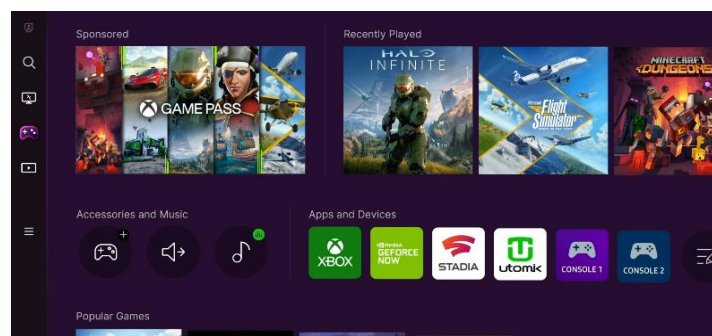 Sponsored
Recently Played
GAME PASS
HALO
INFINITE
Flight
Simulator
MINECRAFT
DUNGEONS
Accessories and Music
Apps and Devices
XBOX
NVIDIA
GEFORCE
NOW
STADIA
utomik
CONSOLE 1
CONSOLE 2
Popular Games